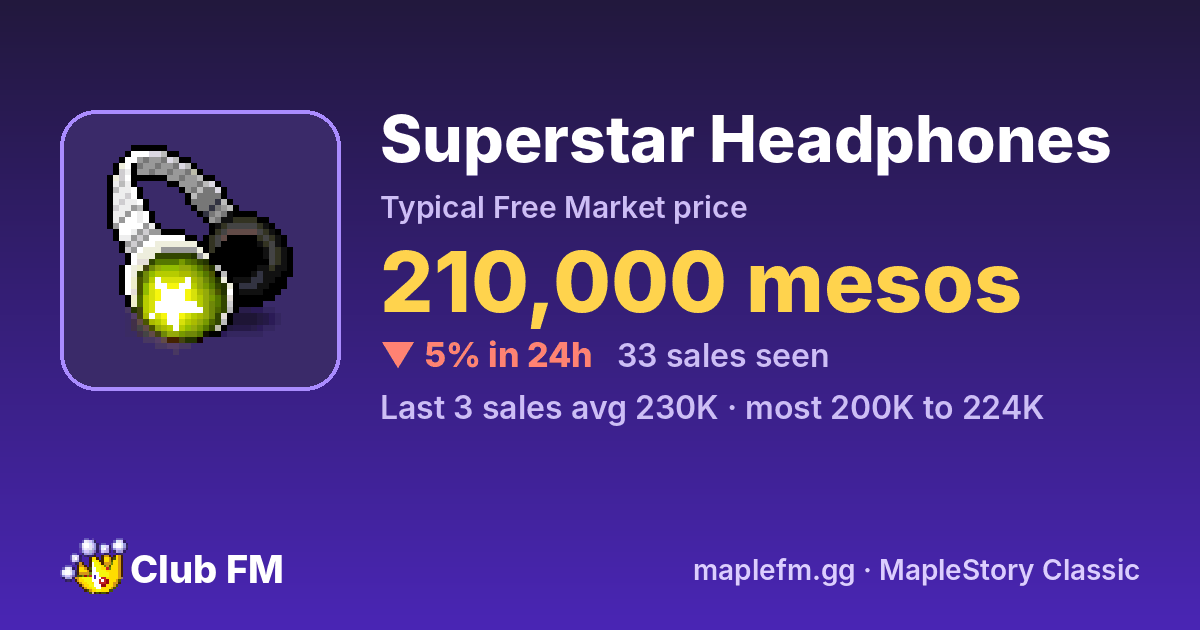 Superstar Headphones
Typical Free Market price
210,000 mesos
▼ 5% in 24h 33 sales seen
Last 3 sales avg 230K · most 200K to 224K
Club FM
maplefm.gg · MapleStory Classic